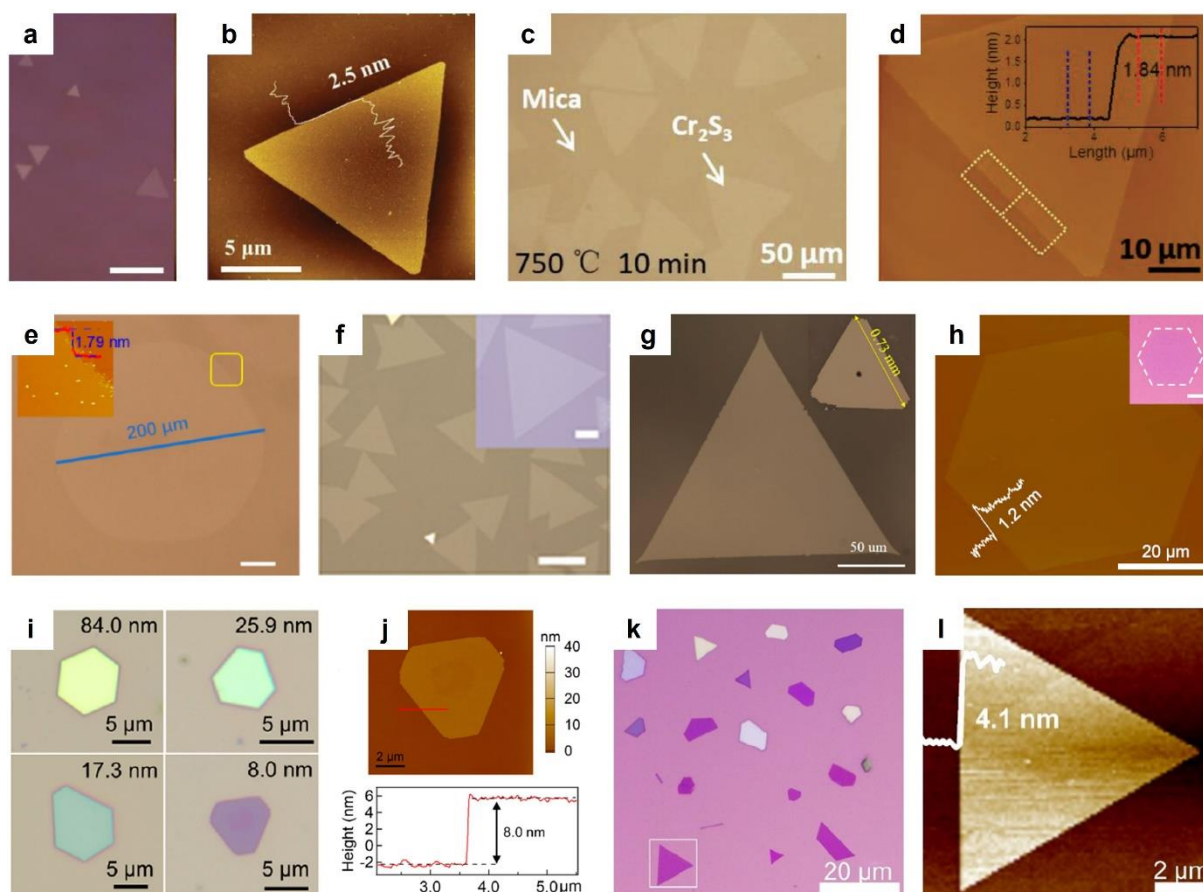 a
b
2.5 nm
5 μm
c
Mica
Cr2S3
750 ℃ 10 min
50 μm
d
Height (nm)
2.0
1.5
1.0
0.5
0.0
1.84 nm
2 4 6
Length (μm)
10 μm
e
1.79 nm
200 μm
f
g
0.73 mm
50 um
h
1.2 nm
20 μm
i
84.0 nm
5 μm
25.9 nm
5 μm
17.3 nm
5 μm
8.0 nm
5 μm
j
nm
40
30
20
10
0
2 μm
Height (nm)
6
4
2
0
-2
8.0 nm
3.0 4.0 5.0 μm
k
20 μm
l
4.1 nm
2 μm